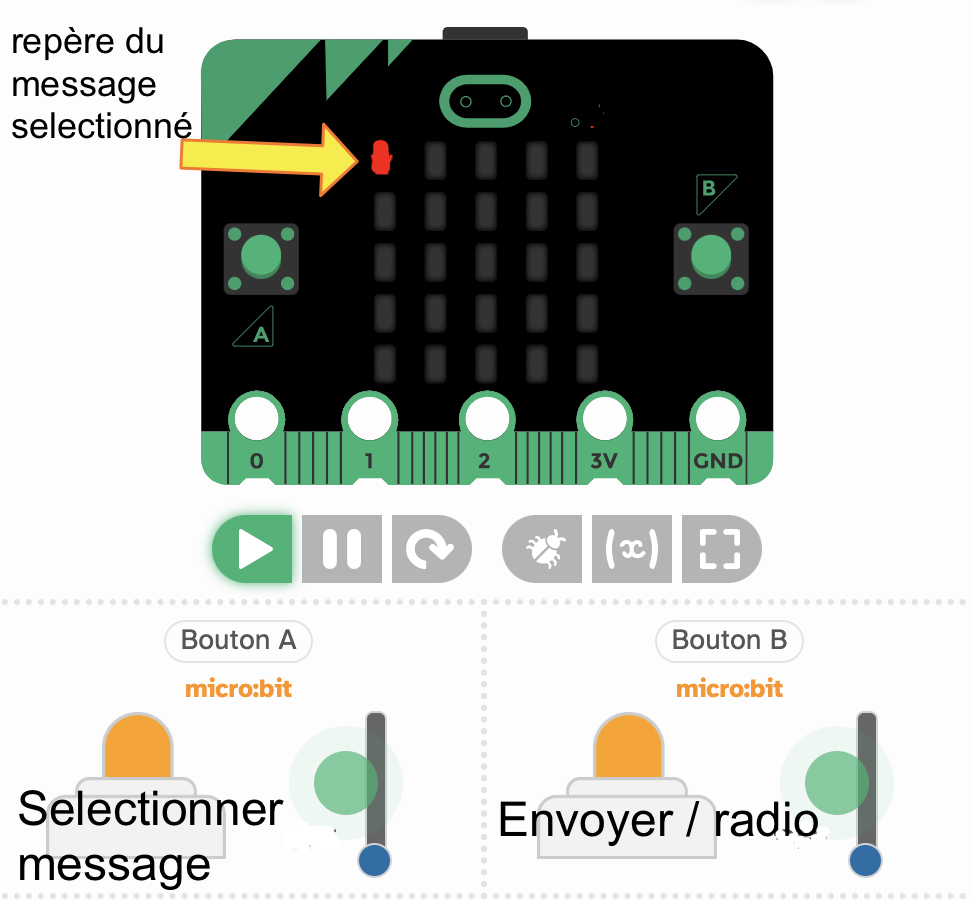 repère du
message
selectionné
B
A
0 1 2 3V GND
(x)
Bouton A
micro:bit
Selectionner
message
Bouton B
micro:bit
Envoyer / radio